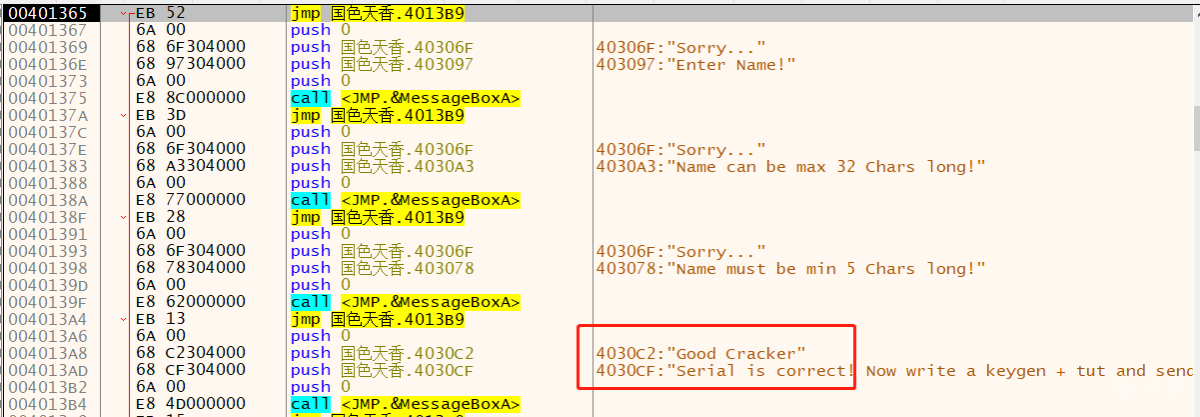 00401365 EB 52 jmp 国色天香.4013B9
00401367 6A 00 push 0
00401369 68 6F304000 push 国色天香.40306F 40306F:"Sorry..."
0040136E 68 97304000 push 国色天香.403097 403097:"Enter Name!"
00401373 6A 00 push 0
00401375 E8 8C000000 call <JMP.&MessageBoxA>
0040137A EB 3D jmp 国色天香.4013B9
0040137C 6A 00 push 0
0040137E 68 6F304000 push 国色天香.40306F 40306F:"Sorry..."
00401383 68 A3304000 push 国色天香.4030A3 4030A3:"Name can be max 32 Chars long!"
00401388 6A 00 push 0
0040138A E8 77000000 call <JMP.&MessageBoxA>
0040138F EB 28 jmp 国色天香.4013B9
00401391 6A 00 push 0
00401393 68 6F304000 push 国色天香.40306F 40306F:"Sorry..."
00401398 68 78304000 push 国色天香.403078 403078:"Name must be min 5 Chars long!"
0040139D 6A 00 push 0
0040139F E8 62000000 call <JMP.&MessageBoxA>
004013A4 EB 13 jmp 国色天香.4013B9
004013A6 6A 00 push 0
004013A8 68 C2304000 push 国色天香.4030C2 4030C2:"Good Cracker"
004013AD 68 CF304000 push 国色天香.4030CF 4030CF:"Serial is correct! Now write a keygen + tut and send
004013B2 6A 00 push 0
004013B4 E8 4D000000 call <JMP.&MessageBoxA>